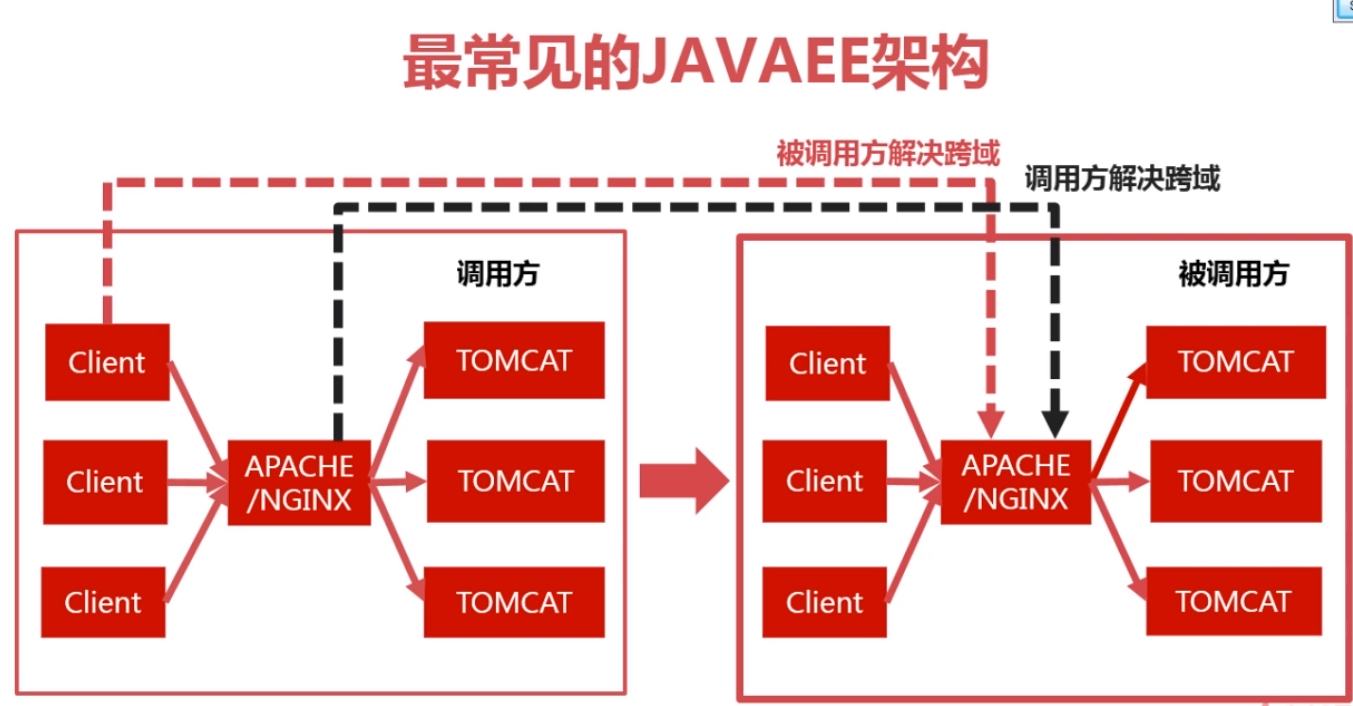 最常见的JAVAEE架构
被调用方解决跨域
调用方解决跨域
调用方
Client
Client
Client
APACHE
/NGINX
TOMCAT
TOMCAT
TOMCAT
被调用方
Client
Client
Client
APACHE
/NGINX
TOMCAT
TOMCAT
TOMCAT